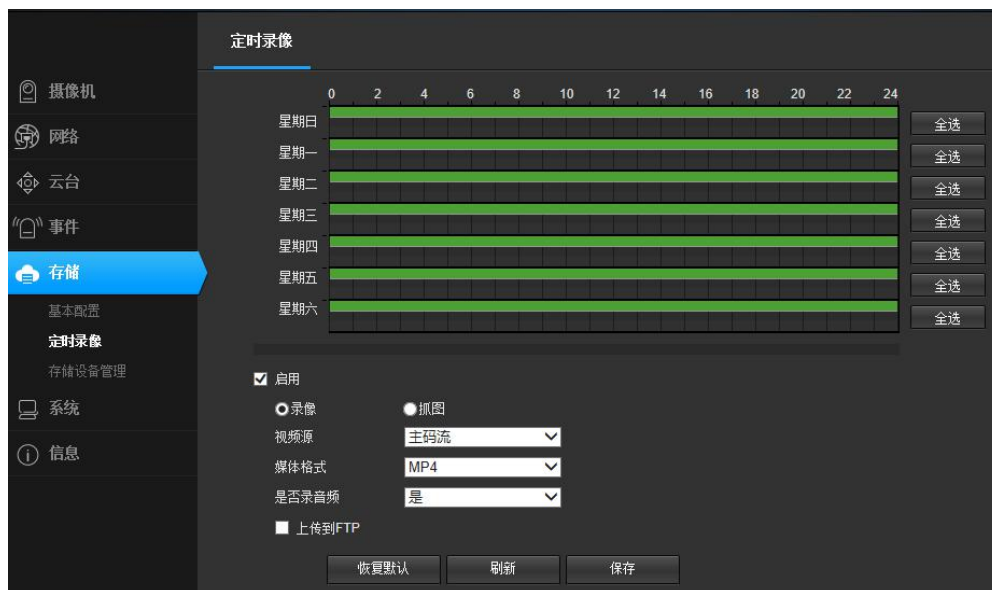 定时录像
摄像机
网络
云台
事件
存储
基本配置
定时录像
存储设备管理
系统
信息
0 2 4 6 8 10 12 14 16 18 20 22 24
星期日 全选
星期一 全选
星期二 全选
星期三 全选
星期四 全选
星期五 全选
星期六 全选
启用
录像 抓图
视频源 主码流
媒体格式 MP4
是否录音频 是
上传到FTP
恢复默认 刷新 保存